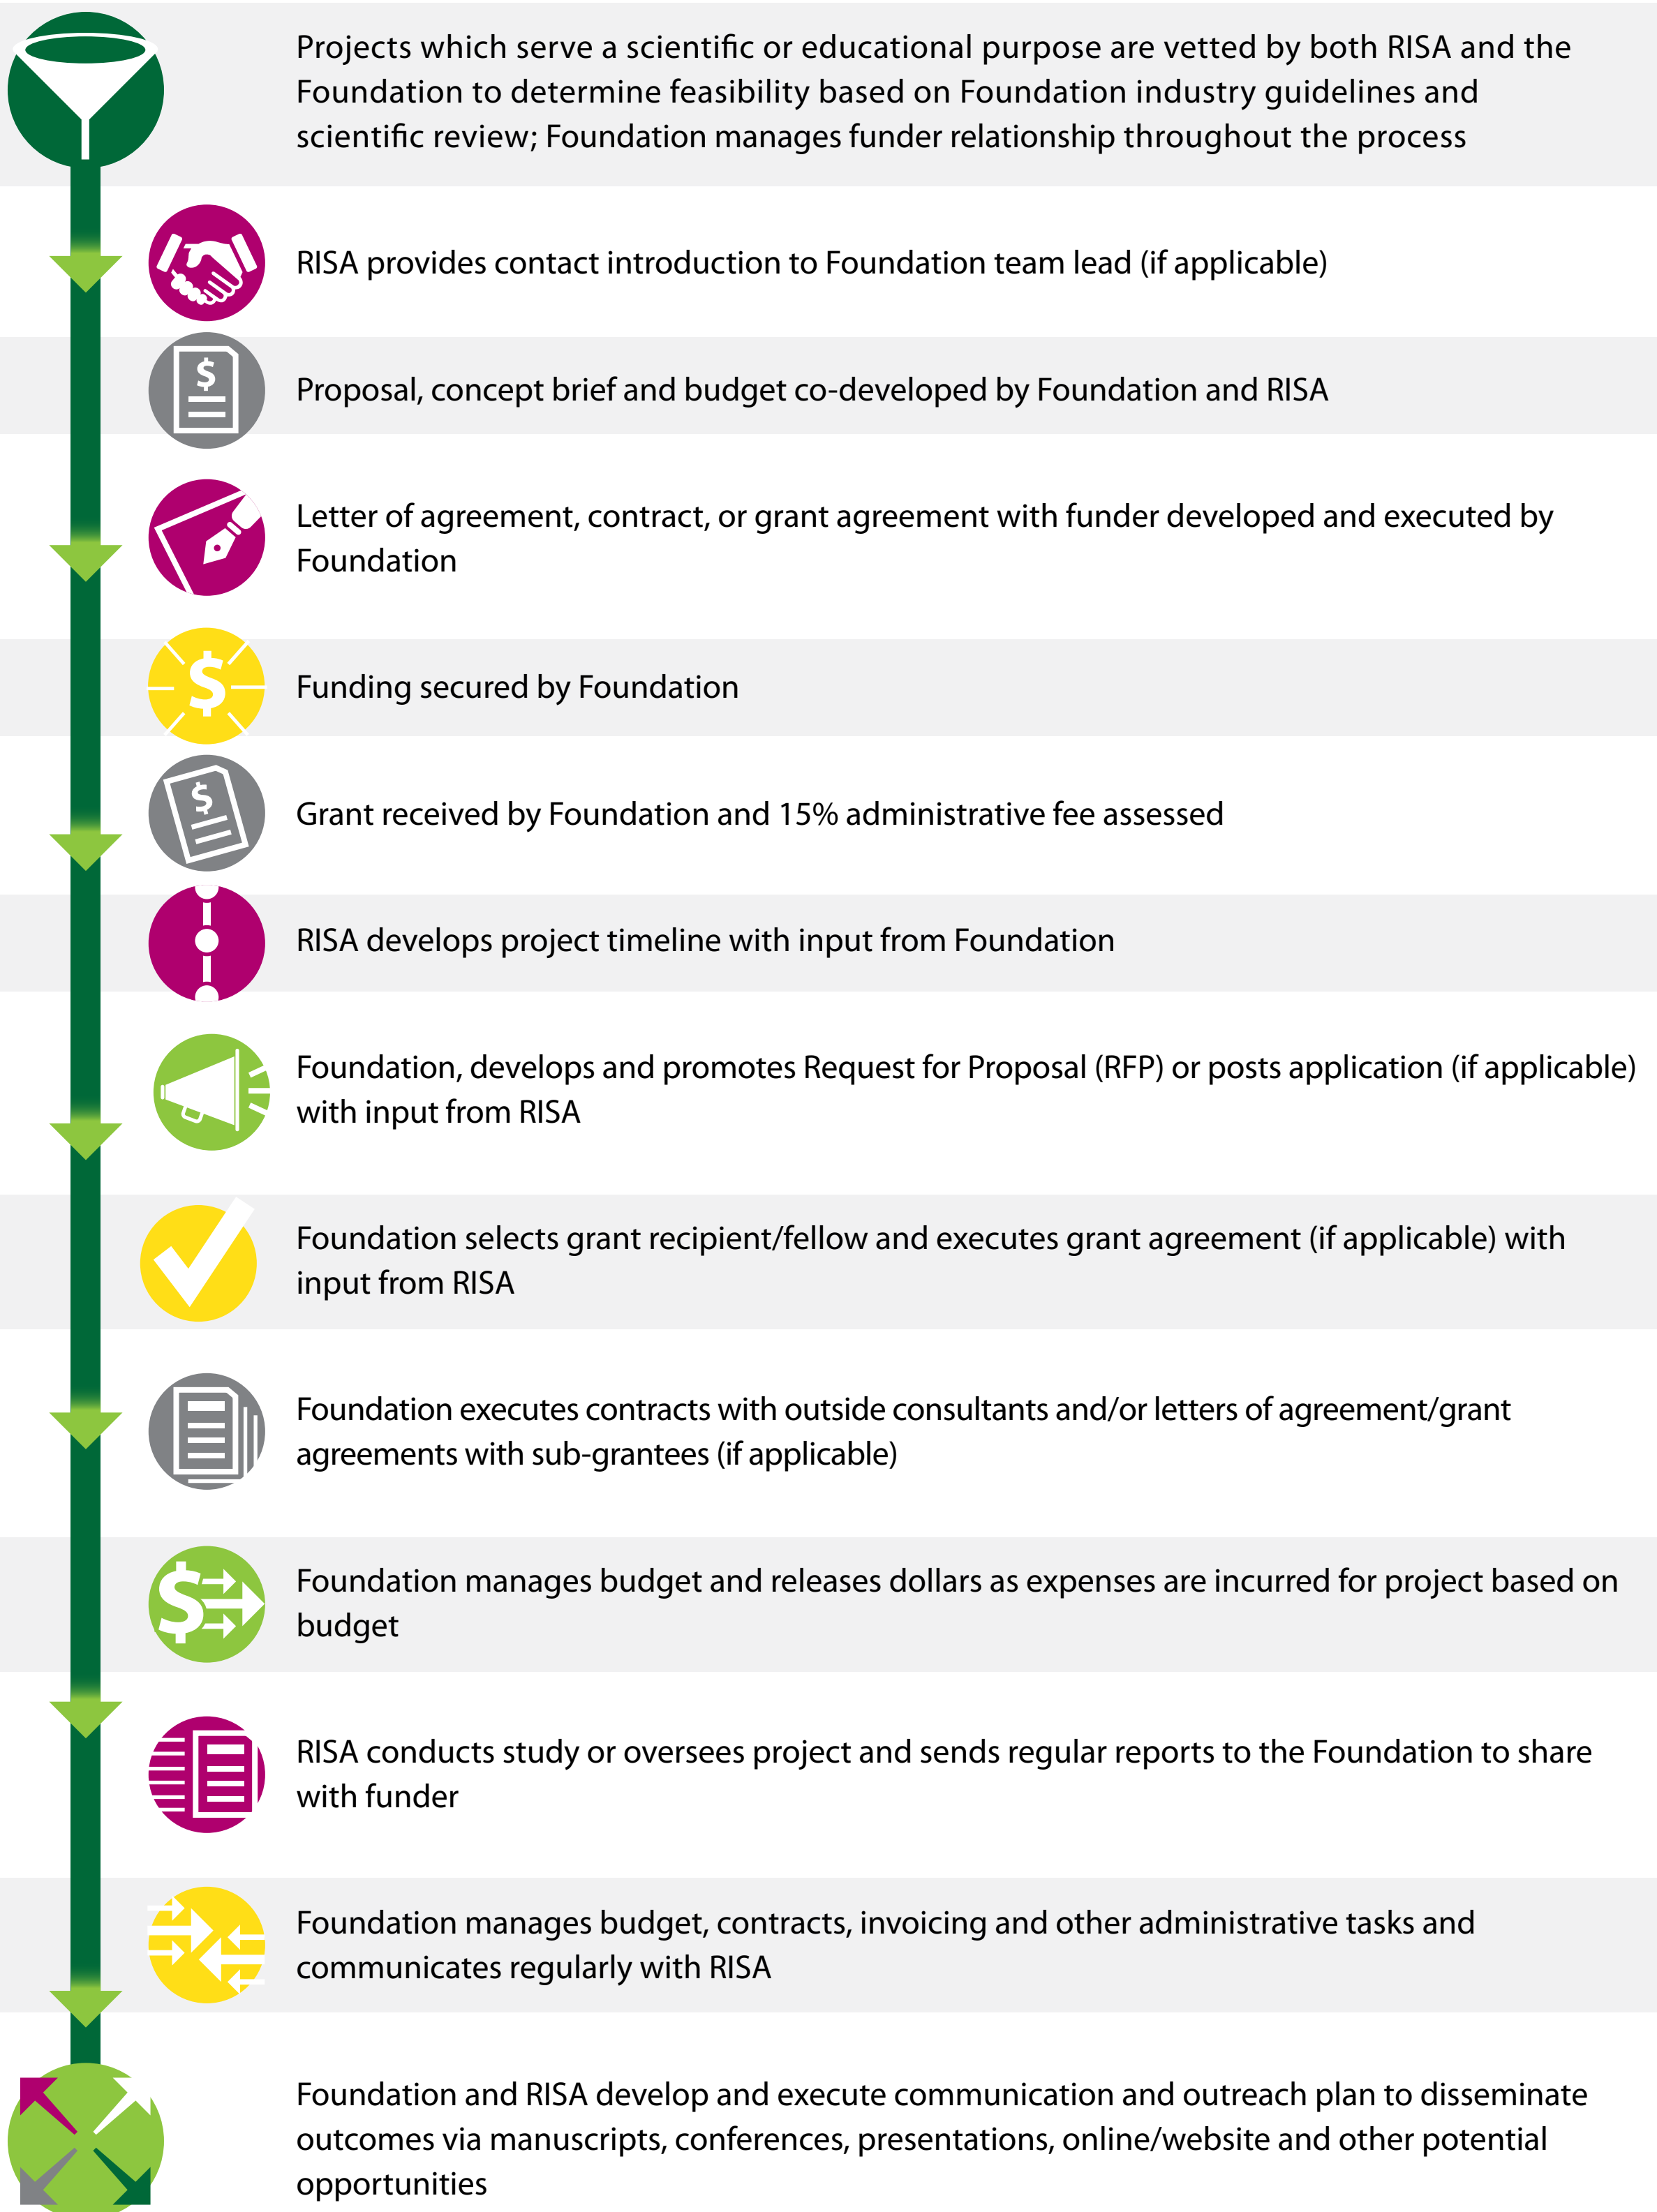 Projects which serve a scientific or educational purpose are vetted by both RISA and the
Foundation to determine feasibility based on Foundation industry guidelines and
scientific review; Foundation manages funder relationship throughout the process
RISA provides contact introduction to Foundation team lead (if applicable)
$
Proposal, concept brief and budget co-developed by Foundation and RISA
Letter of agreement, contract, or grant agreement with funder developed and executed by
Foundation
$
Funding secured by Foundation
$
Grant received by Foundation and 15% administrative fee assessed
RISA develops project timeline with input from Foundation
Foundation, develops and promotes Request for Proposal (RFP) or posts application (if applicable)
with input from RISA
Foundation selects grant recipient/fellow and executes grant agreement (if applicable) with
input from RISA
Foundation executes contracts with outside consultants and/or letters of agreement/grant
agreements with sub-grantees (if applicable)
$
Foundation manages budget and releases dollars as expenses are incurred for project based on
budget
RISA conducts study or oversees project and sends regular reports to the Foundation to share
with funder
Foundation manages budget, contracts, invoicing and other administrative tasks and
communicates regularly with RISA
Foundation and RISA develop and execute communication and outreach plan to disseminate
outcomes via manuscripts, conferences, presentations, online/website and other potential
opportunities